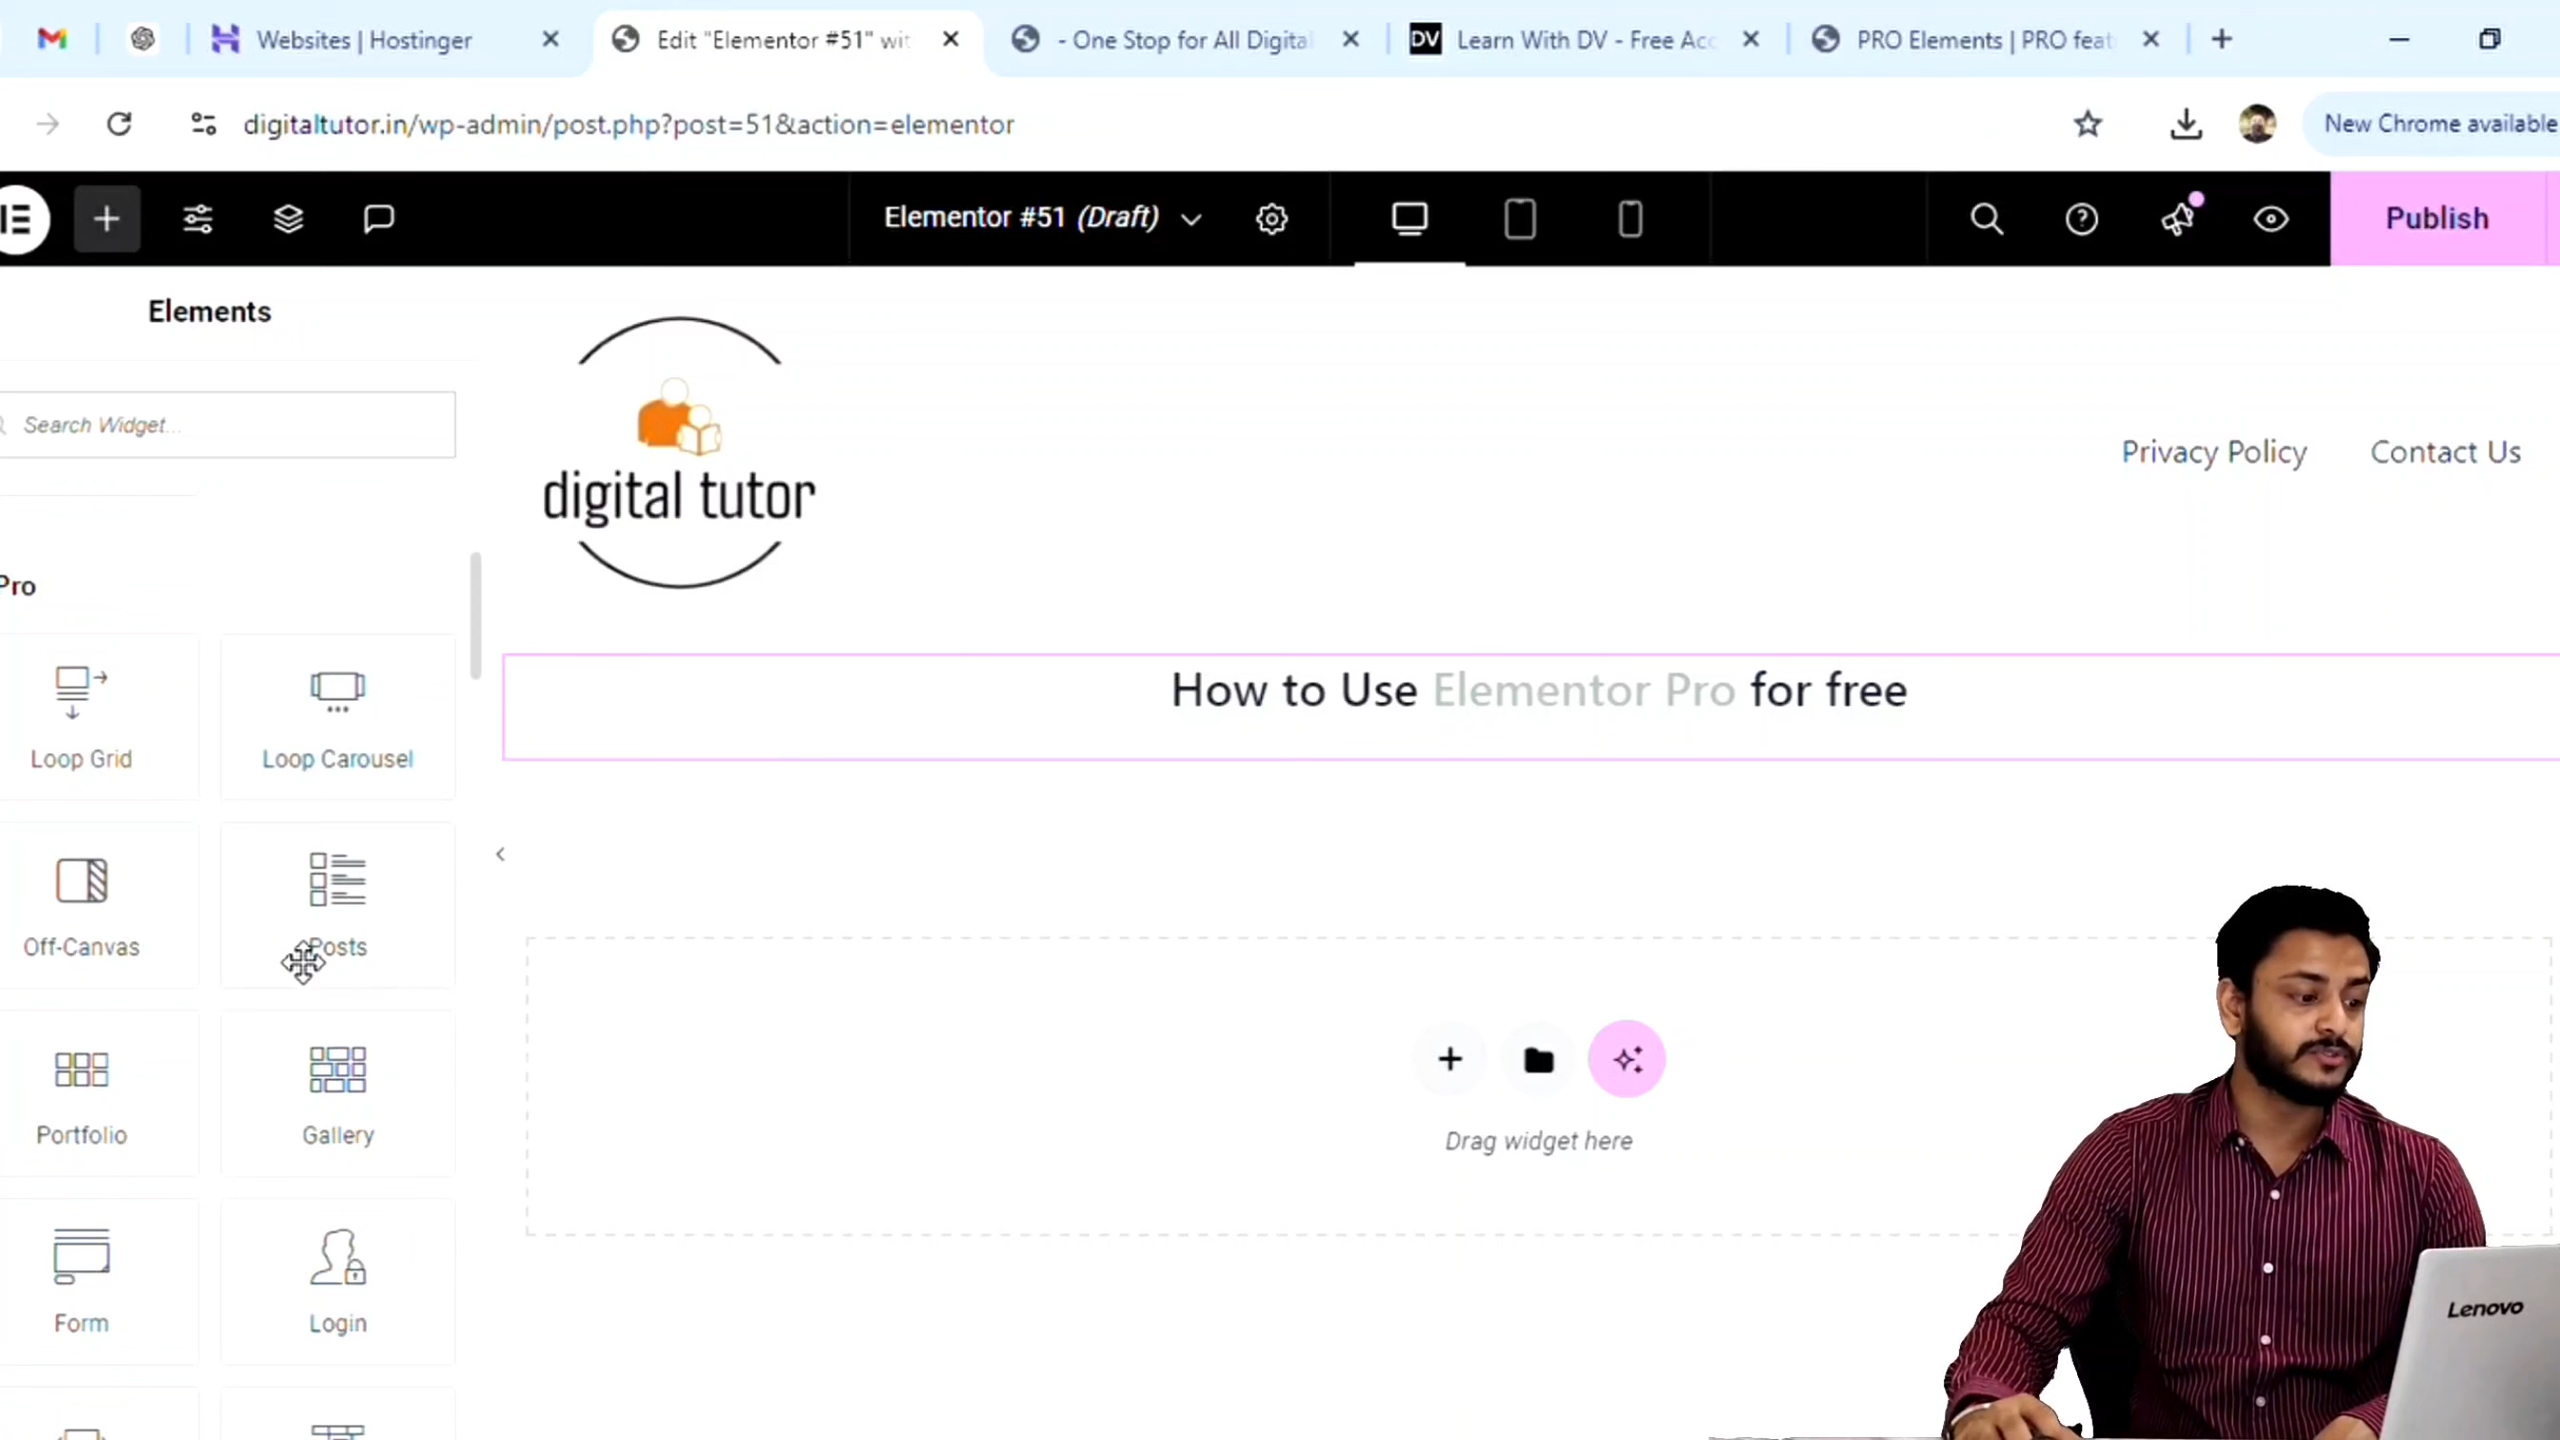 Websites | Hostinger
Edit "Elementor #51" wit
- One Stop for All Digital
DV
Learn With DV - Free Acc
PRO Elements | PRO feat
digitaltutor.in/wp-admin/post.php?post=51&action=elementor
New Chrome available
Elementor #51 (Draft)
Publish
Elements
Search Widget...
Pro
Loop Grid
Loop Carousel
Off-Canvas
Posts
Portfolio
Gallery
Form
Login
digital tutor
Privacy Policy
Contact Us
How to Use Elementor Pro for free
Drag widget here
Lenovo